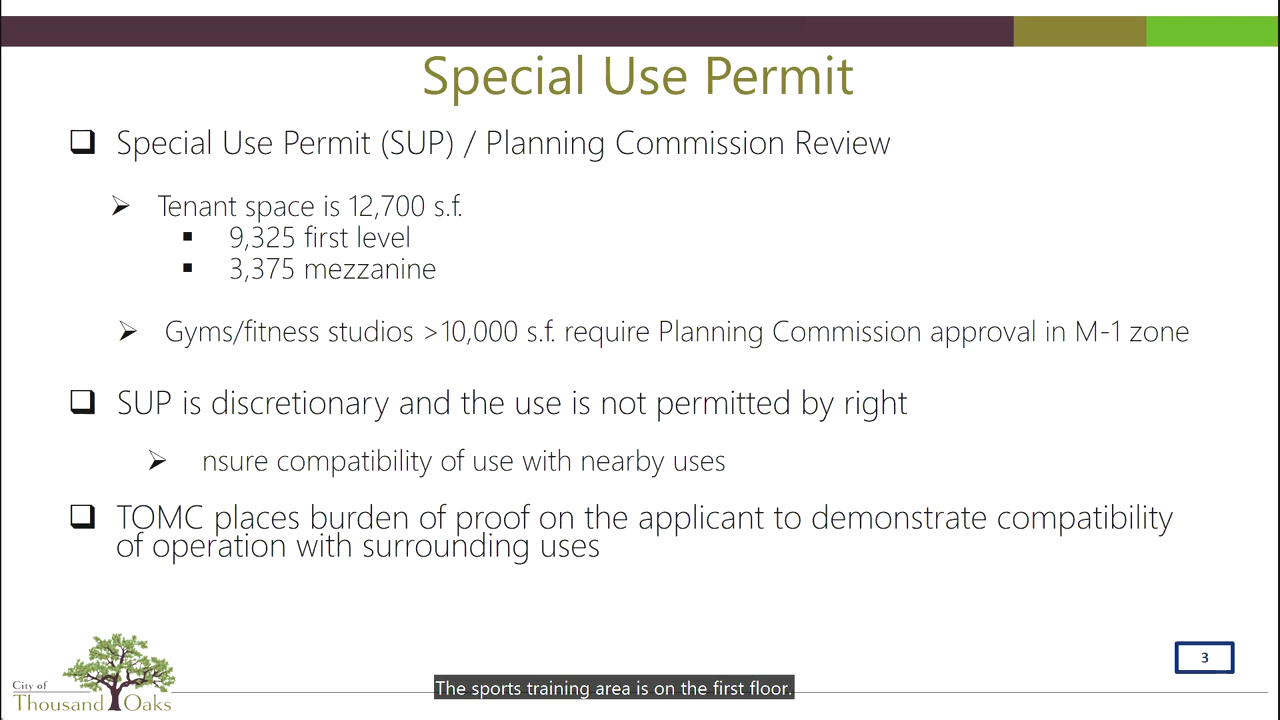 Special Use Permit
Special Use Permit (SUP) / Planning Commission Review
Tenant space is 12,700 s.f.
9,325 first level
3,375 mezzanine
Gyms/fitness studios >10,000 s.f. require Planning Commission approval in M-1 zone
SUP is discretionary and the use is not permitted by right
nsure compatibility of use with nearby uses
TOMC places burden of proof on the applicant to demonstrate compatibility
of operation with surrounding uses
3
City of
Thousand Oaks
The sports training area is on the first floor.